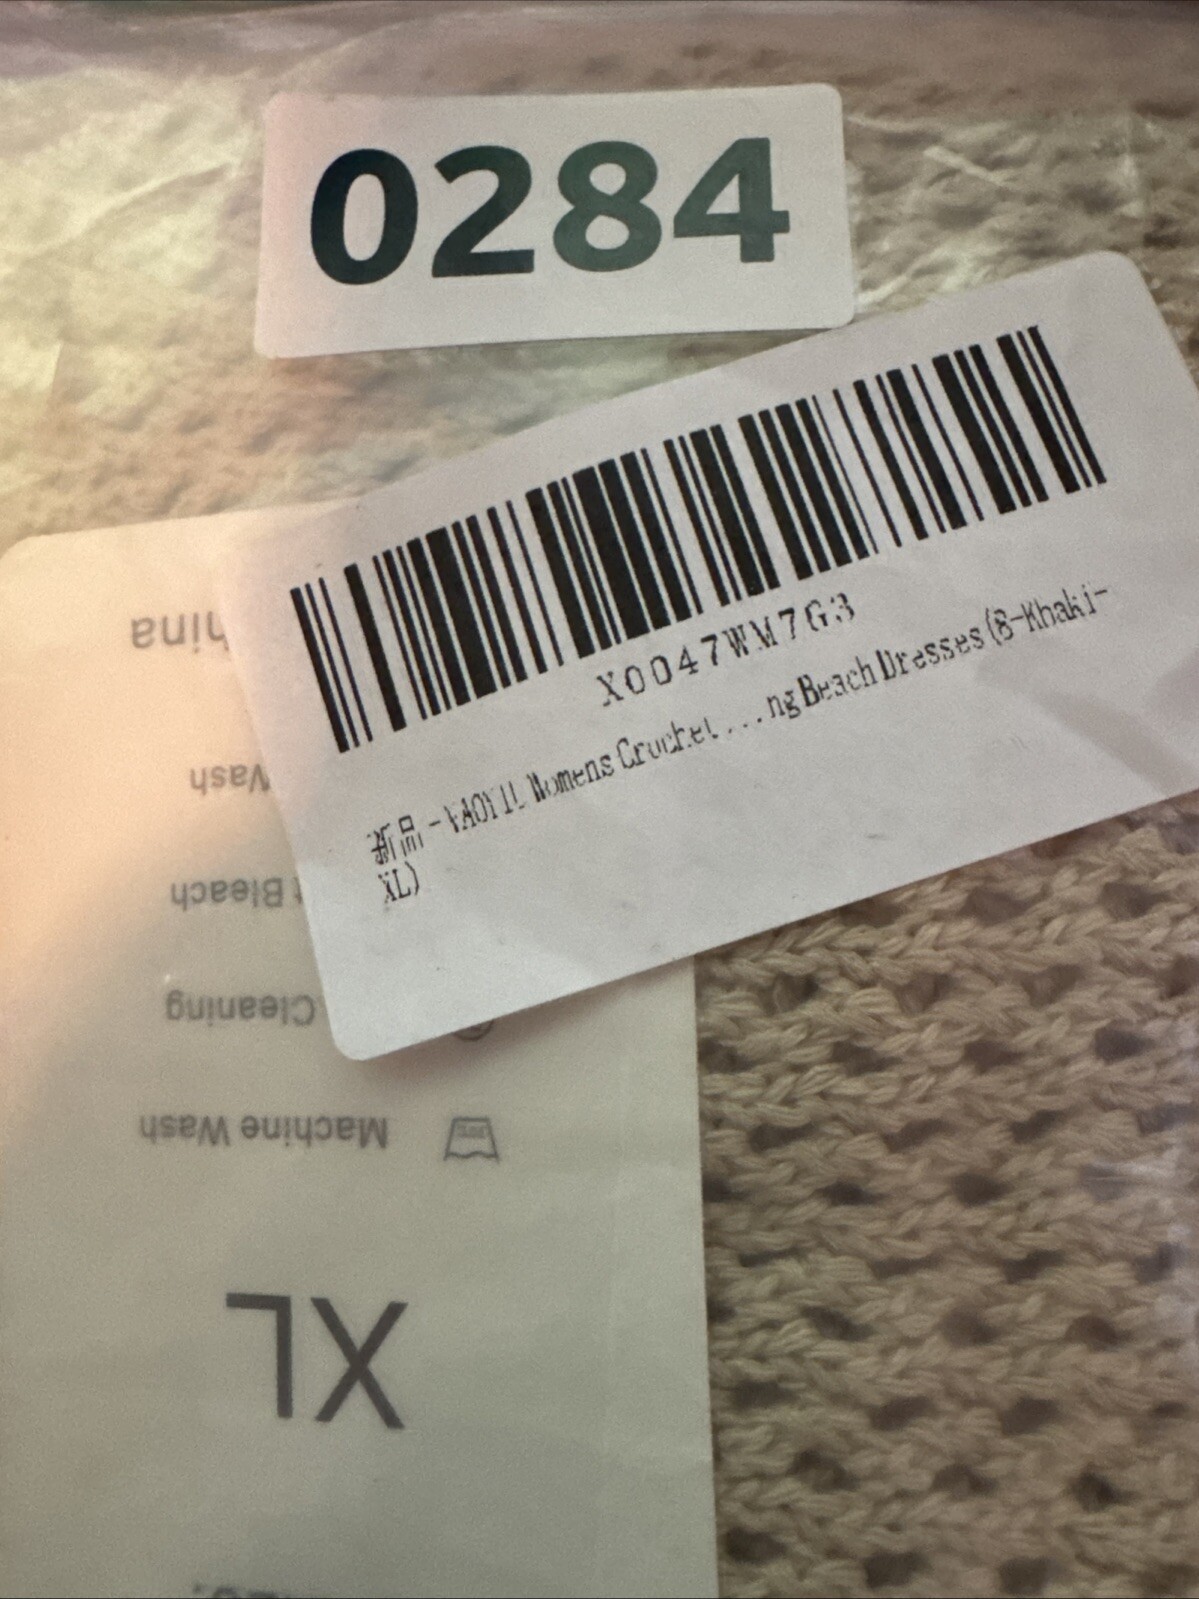 0284
X0047WM7G3
新品 - Womens Crochet ... ng Beach Dresses (8-Khaki-
XL)
hina
Wash
t Bleach
Cleaning
Machine Wash
XL